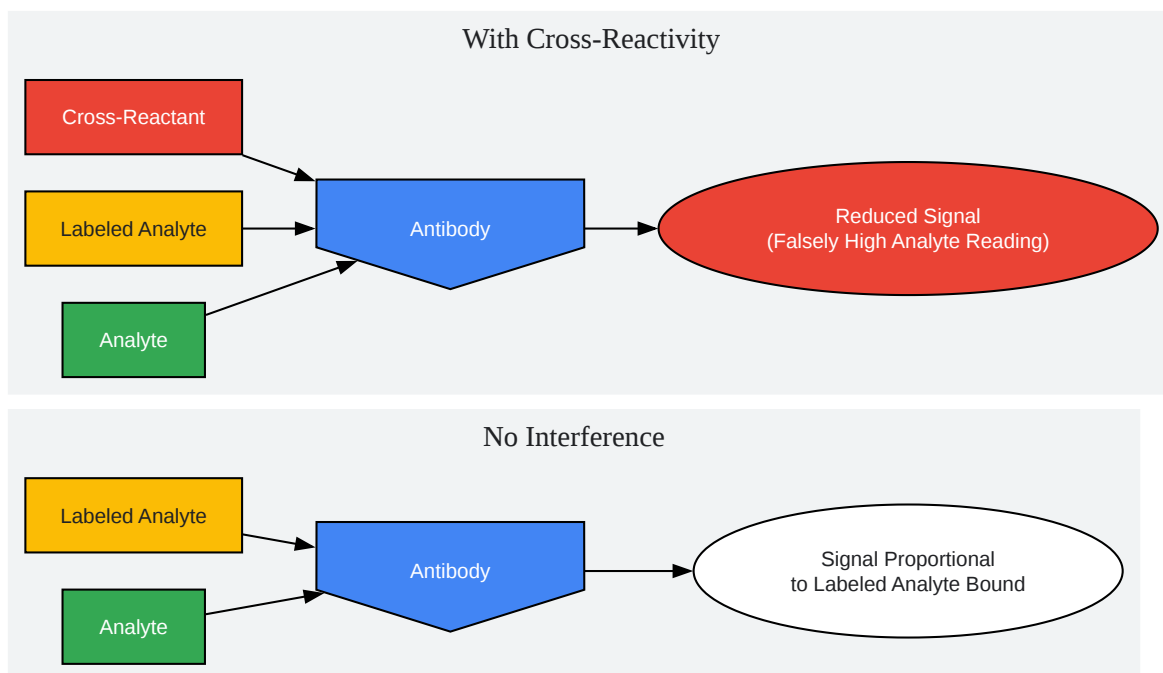 With Cross-Reactivity
Cross-Reactant
Labeled Analyte
Analyte
Antibody
Reduced Signal
(Falsely High Analyte Reading)
No Interference
Labeled Analyte
Analyte
Antibody
Signal Proportional
to Labeled Analyte Bound